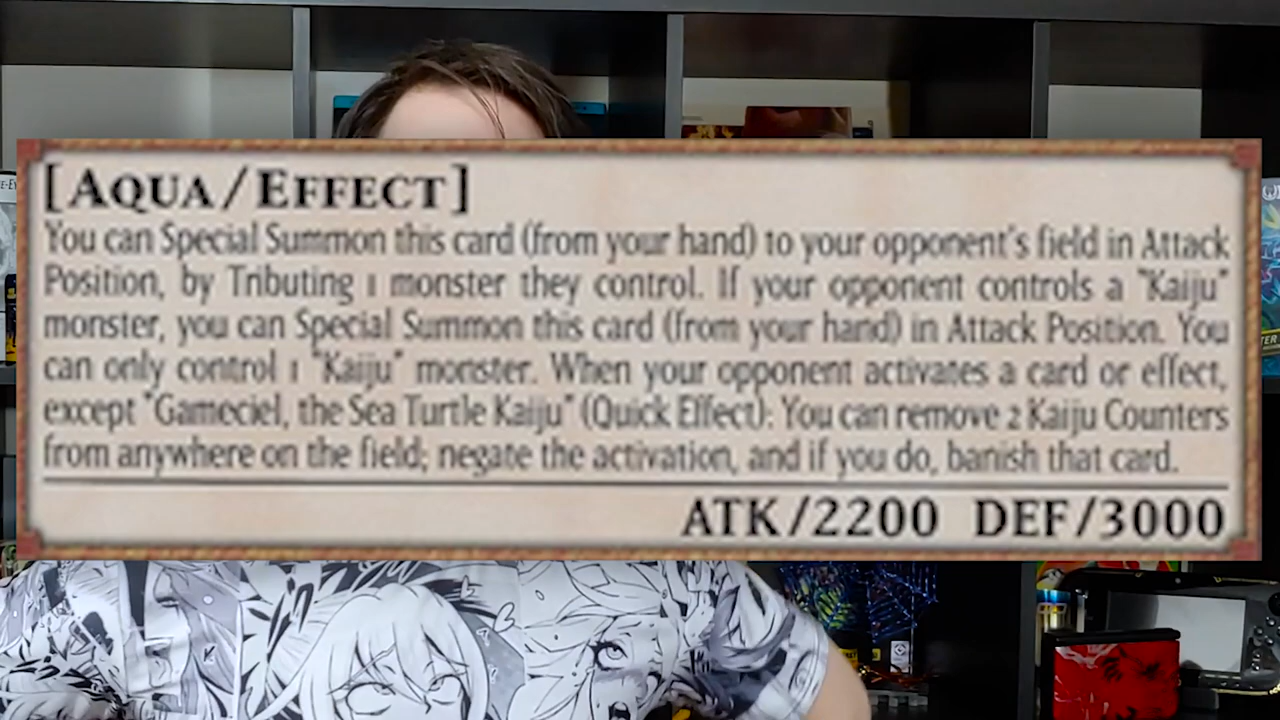 [AQUA/EFFECT]
You can Special Summon this card (from your hand) to your opponent's field in Attack
Position, by Tributing 1 monster they control. If your opponent controls a "Kaiju"
monster, you can Special Summon this card (from your hand) in Attack Position. You
can only control 1 "Kaiju" monster. When your opponent activates a card or effect,
except "Gameciel, the Sea Turtle Kaiju" (Quick Effect): You can remove 2 Kaiju Counters
from anywhere on the field; negate the activation, and if you do, banish that card.
ATK/2200 DEF/3000